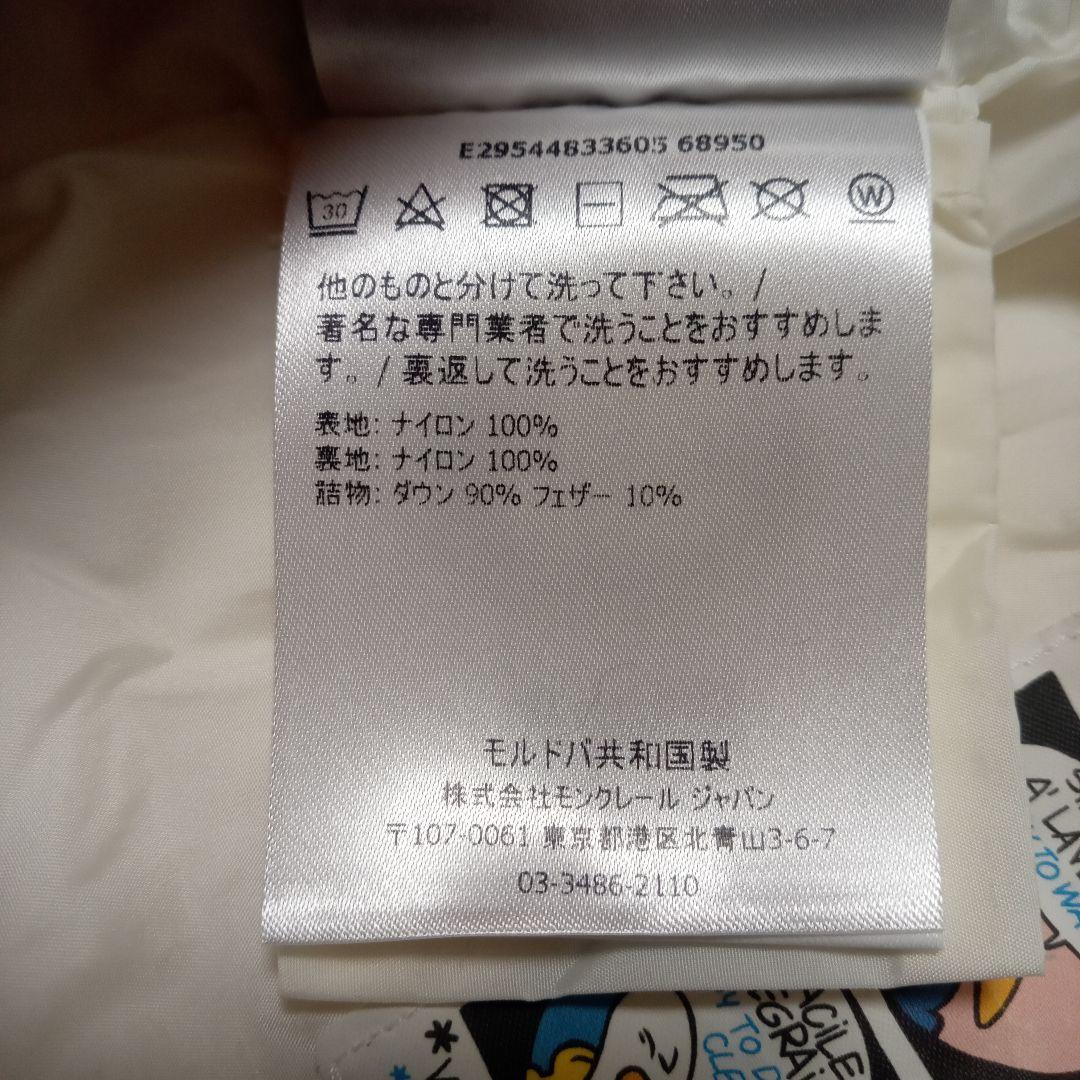 E29544833605 68950
30
W
他のものと分けて洗って下さい。/
著名な専門業者で洗うことをおすすめしま
す。/ 裏返して洗うことをおすすめします。
表地: ナイロン 100%
裏地: ナイロン 100%
詰物: ダウン 90% フェザー 10%
モルドバ共和国製
株式会社モンクレール ジャパン
〒107-0061 東京都港区北青山3-6-7
03-3486-2110
TO WA
ACILE
TO D
CLE